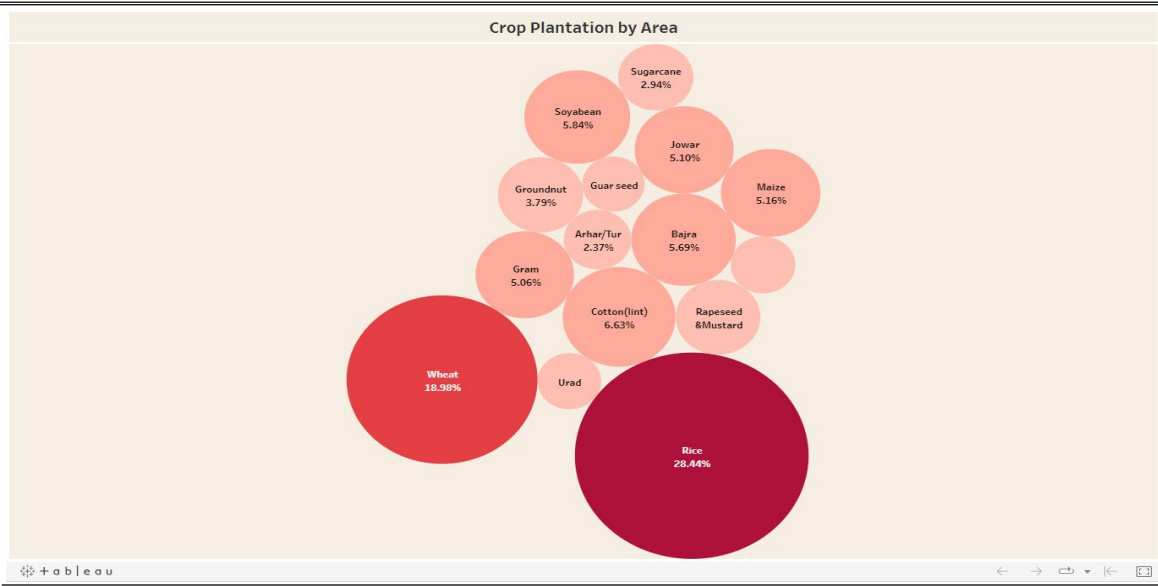 Crop Plantation by Area
Sugarcane
2.94%
Soyabean
5.84%
Jowar
5.10%
Groundnut
3.79%
Guar seed
Maize
5.16%
Arhar/Tur
2.37%
Bajra
5.69%
Gram
5.06%
Cotton(lint)
6.63%
Rapeseed
&Mustard
Wheat
18.98%
Urad
Rice
28.44%
+ableau